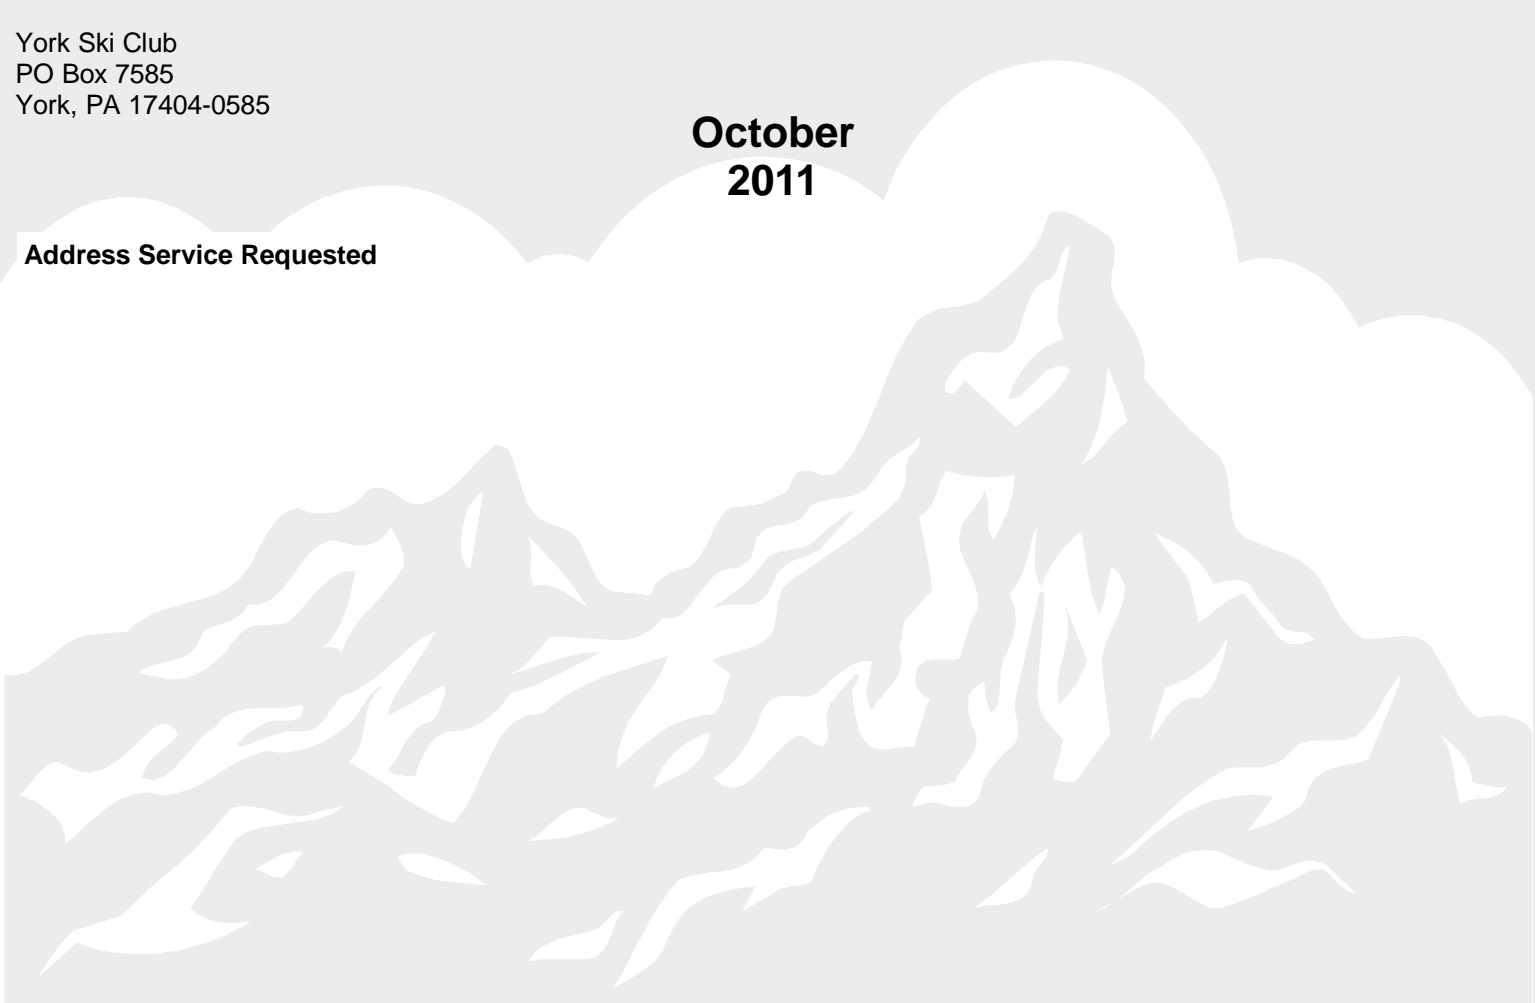 York Ski Club
PO Box 7585
York, PA 17404-0585
October
2011
Address Service Requested